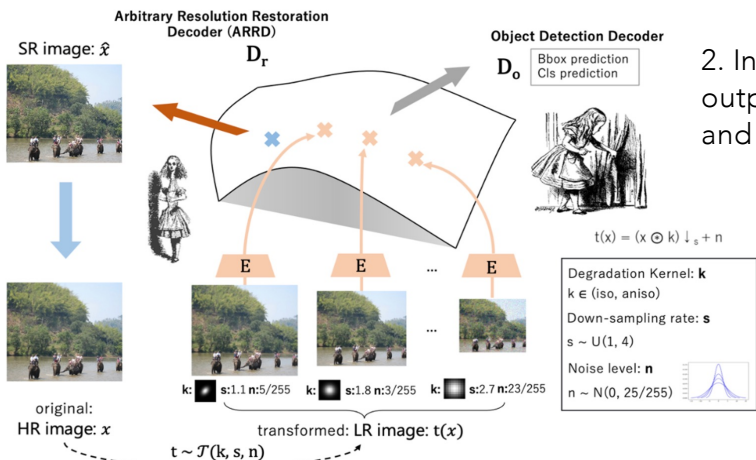 Arbitrary Resolution Restoration
Decoder (ARRD)
D_r
SR image: x̂
Object Detection Decoder
D_o
Bbox prediction
Cls prediction
2. In
outp
and
t(x) = (x ⊛ k) ↓s + n
E
E
...
E
...
Degradation Kernel: k
k ∈ (iso, aniso)
Down-sampling rate: s
s ~ U(1, 4)
Noise level: n
n ~ N(0, 25/255)
k: s:1.1 n:5/255
k: s:1.8 n:3/255
k: s:2.7 n:23/255
original:
HR image: x
transformed: LR image: t(x)
t ~ 𝒯(k, s, n)